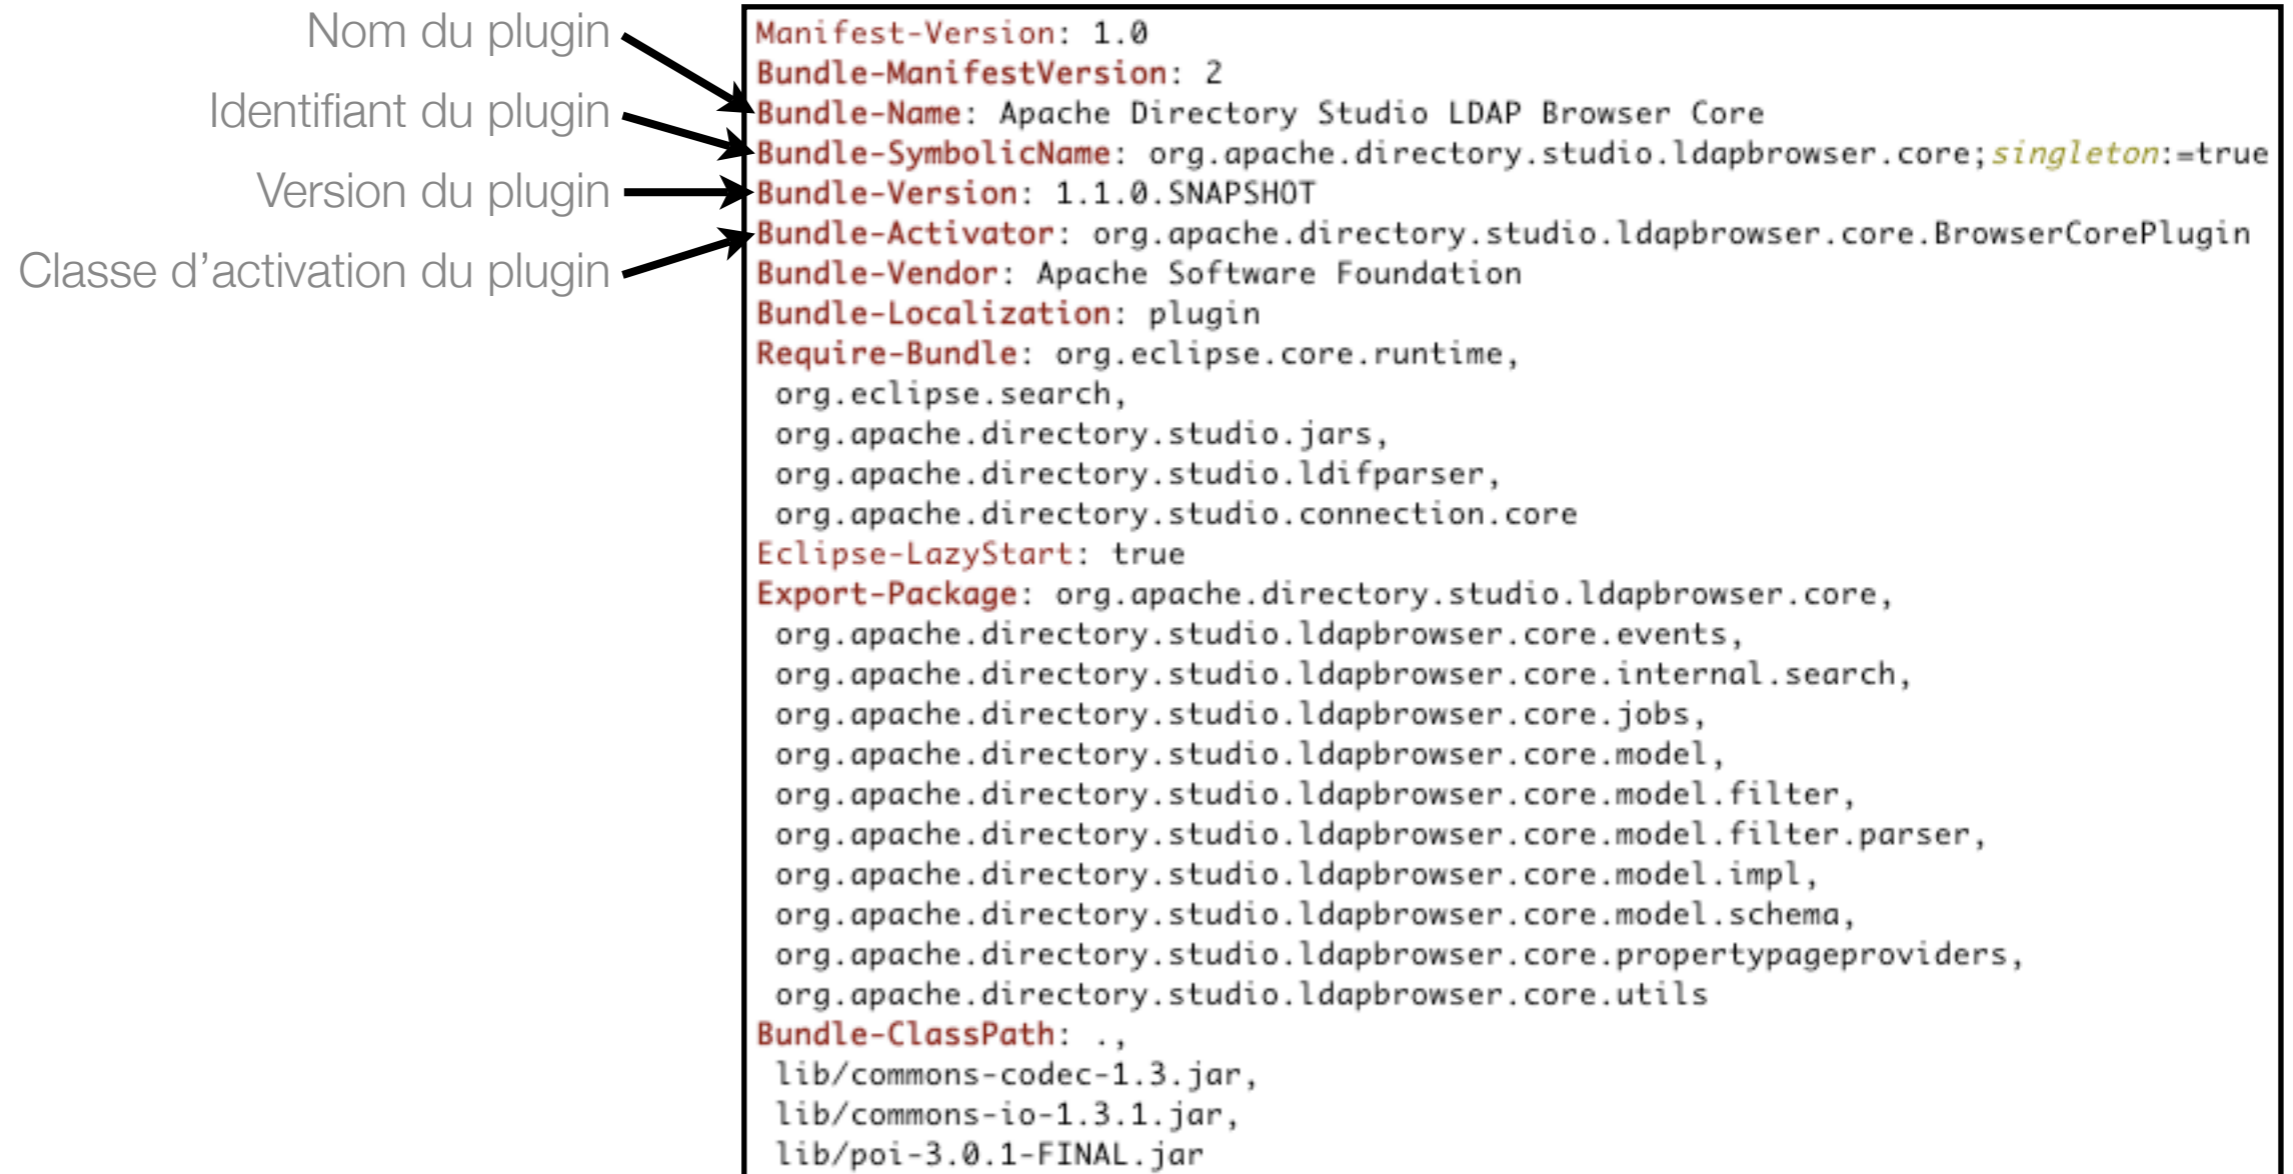 Nom du plugin
Identifiant du plugin
Version du plugin
Classe d’activation du plugin
Manifest-Version: 1.0
Bundle-ManifestVersion: 2
Bundle-Name: Apache Directory Studio LDAP Browser Core
Bundle-SymbolicName: org.apache.directory.studio.ldapbrowser.core;singleton:=true
Bundle-Version: 1.1.0.SNAPSHOT
Bundle-Activator: org.apache.directory.studio.ldapbrowser.core.BrowserCorePlugin
Bundle-Vendor: Apache Software Foundation
Bundle-Localization: plugin
Require-Bundle: org.eclipse.core.runtime,
 org.eclipse.search,
 org.apache.directory.studio.jars,
 org.apache.directory.studio.ldifparser,
 org.apache.directory.studio.connection.core
Eclipse-LazyStart: true
Export-Package: org.apache.directory.studio.ldapbrowser.core,
 org.apache.directory.studio.ldapbrowser.core.events,
 org.apache.directory.studio.ldapbrowser.core.internal.search,
 org.apache.directory.studio.ldapbrowser.core.jobs,
 org.apache.directory.studio.ldapbrowser.core.model,
 org.apache.directory.studio.ldapbrowser.core.model.filter,
 org.apache.directory.studio.ldapbrowser.core.model.filter.parser,
 org.apache.directory.studio.ldapbrowser.core.model.impl,
 org.apache.directory.studio.ldapbrowser.core.model.schema,
 org.apache.directory.studio.ldapbrowser.core.propertypageproviders,
 org.apache.directory.studio.ldapbrowser.core.utils
Bundle-ClassPath: .,
 lib/commons-codec-1.3.jar,
 lib/commons-io-1.3.1.jar,
 lib/poi-3.0.1-FINAL.jar